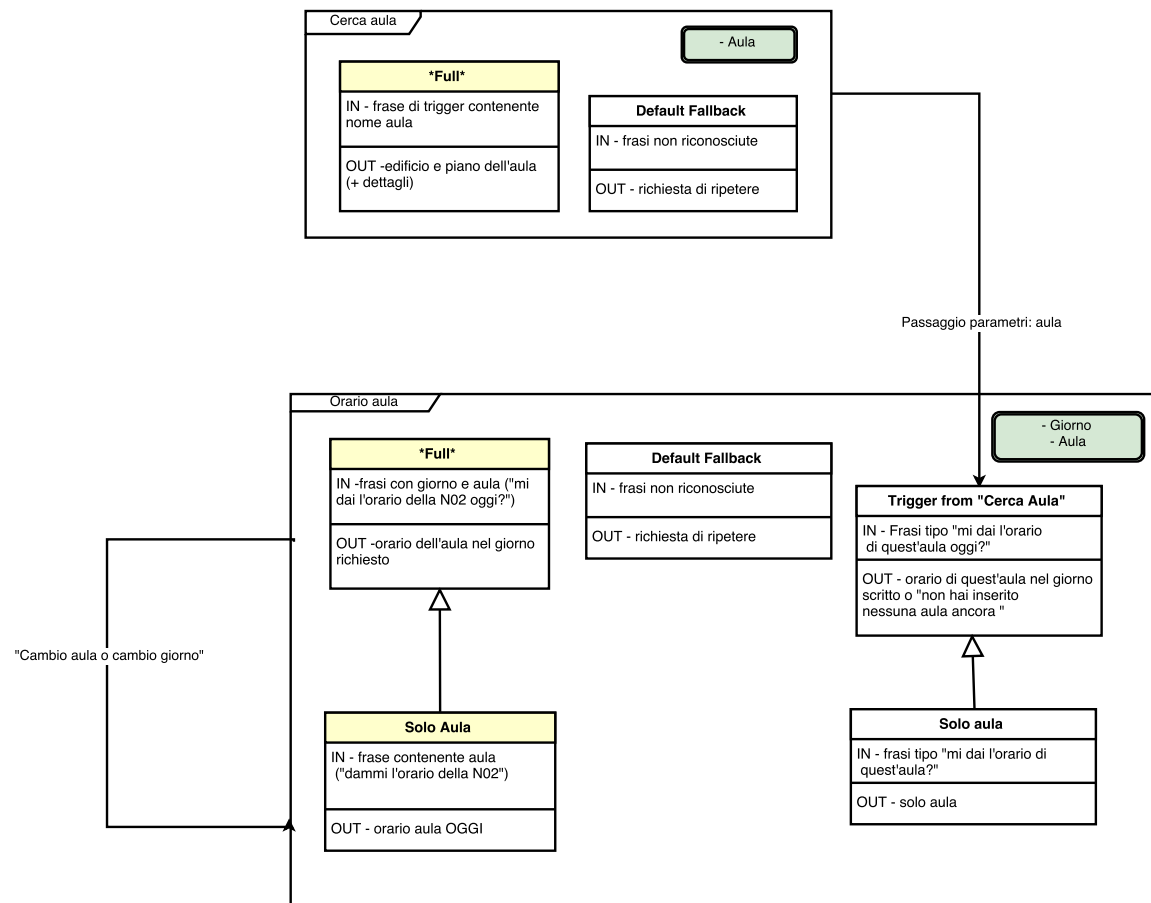 Cerca aula
- Aula
*Full*
IN - frase di trigger contenente
nome aula
OUT -edificio e piano dell'aula
(+ dettagli)
Default Fallback
IN - frasi non riconosciute
OUT - richiesta di ripetere
Passaggio parametri: aula
Orario aula
- Giorno
- Aula
*Full*
IN -frasi con giorno e aula ("mi
dai l'orario della N02 oggi?")
OUT -orario dell'aula nel giorno
richiesto
Default Fallback
IN - frasi non riconosciute
OUT - richiesta di ripetere
Trigger from "Cerca Aula"
IN - Frasi tipo "mi dai l'orario
di quest'aula oggi?"
OUT - orario di quest'aula nel giorno
scritto o "non hai inserito
nessuna aula ancora "
"Cambio aula o cambio giorno"
Solo Aula
IN - frase contenente aula
("dammi l'orario della N02")
OUT - orario aula OGGI
Solo aula
IN - frasi tipo "mi dai l'orario di
quest'aula?"
OUT - solo aula